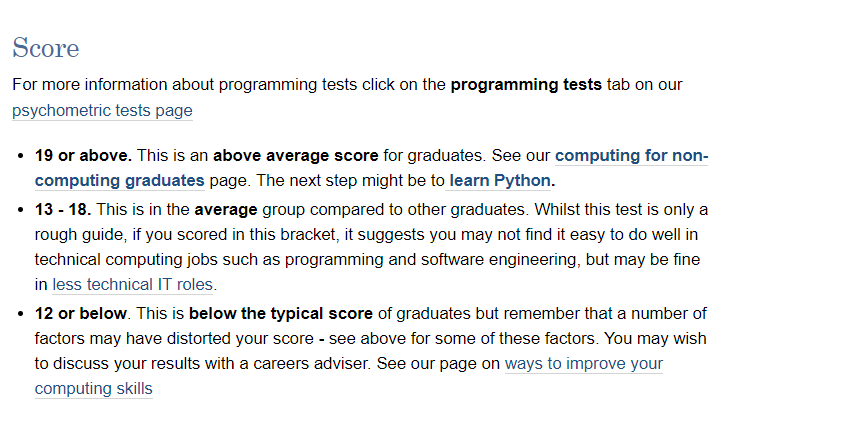 Score
For more information about programming tests click on the programming tests tab on our
psychometric tests page
• 19 or above. This is an above average score for graduates. See our computing for non-
computing graduates page. The next step might be to learn Python.
• 13 - 18. This is in the average group compared to other graduates. Whilst this test is only a
rough guide, if you scored in this bracket, it suggests you may not find it easy to do well in
technical computing jobs such as programming and software engineering, but may be fine
in less technical IT roles.
• 12 or below. This is below the typical score of graduates but remember that a number of
factors may have distorted your score - see above for some of these factors. You may wish
to discuss your results with a careers adviser. See our page on ways to improve your
computing skills